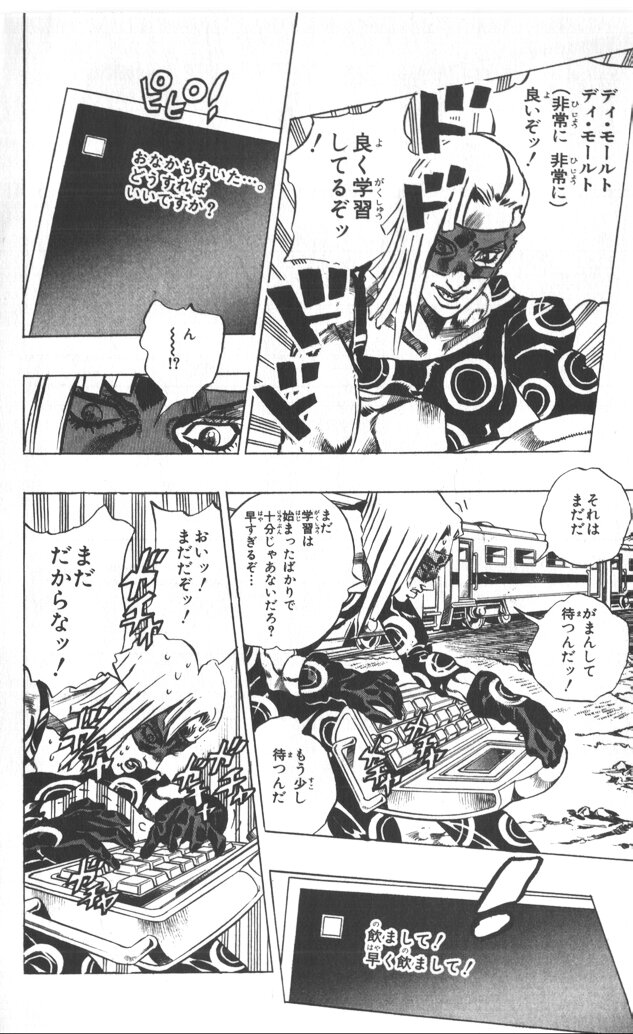 ディ・モールト
ディ・モールト
(非常に 非常に)
良いぞッ!
良く学習
してるぞッ
!
ドド
ドド
ピピピ!
おなかもすいた…。
どうすれば
いいですか?
ん
〜〜!?
それは
まだだ
がまんして
待つんだッ!
まだ
学習は
始まったばかりで
十分じゃあないだろ?
早すぎるぞ…
もう少し
待つんだ
おいッ!
まだだぞッ!
まだ
だからなッ!
!
飲まして!
早く飲まして!